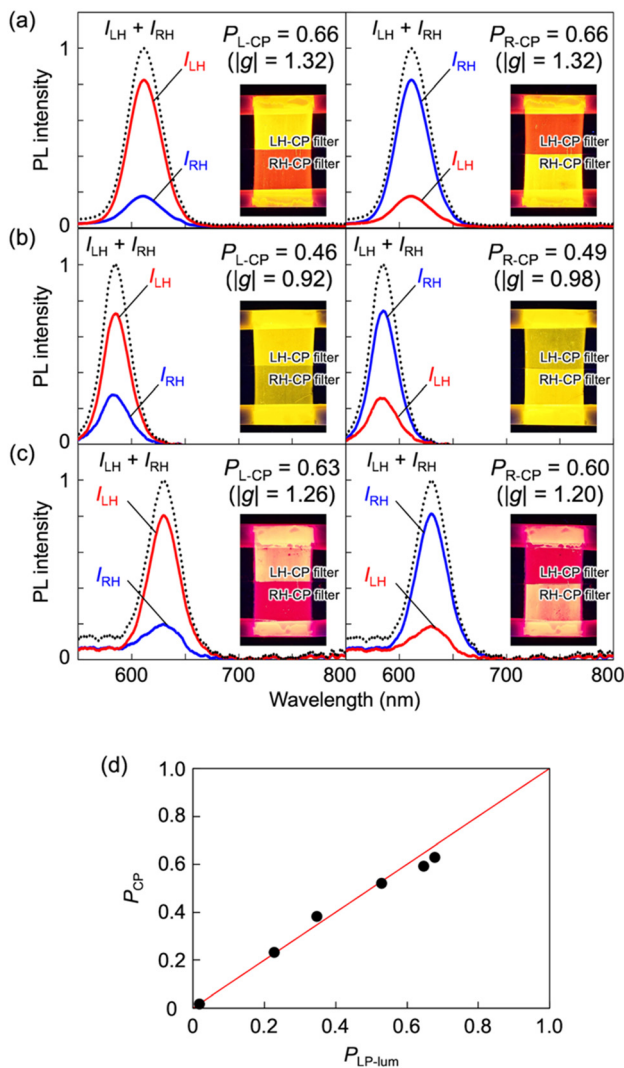 (a)
I_LH + I_RH
P_L-CP = 0.66
(|g| = 1.32)
I_LH
I_RH
LH-CP filter
RH-CP filter
I_LH + I_RH
P_R-CP = 0.66
(|g| = 1.32)
I_RH
I_LH
LH-CP filter
RH-CP filter
PL intensity
1
0
(b)
I_LH + I_RH
P_L-CP = 0.46
(|g| = 0.92)
I_LH
I_RH
LH-CP filter
RH-CP filter
I_LH + I_RH
P_R-CP = 0.49
(|g| = 0.98)
I_RH
I_LH
LH-CP filter
RH-CP filter
PL intensity
1
0
(c)
I_LH + I_RH
P_L-CP = 0.63
(|g| = 1.26)
I_LH
I_RH
LH-CP filter
RH-CP filter
I_LH + I_RH
P_R-CP = 0.60
(|g| = 1.20)
I_RH
I_LH
LH-CP filter
RH-CP filter
PL intensity
1
0
600 700 800 600 700 800
Wavelength (nm)
(d)
1.0
0.8
0.6
0.4
0.2
0
P_CP
0.2 0.4 0.6 0.8 1.0
P_LP-lum